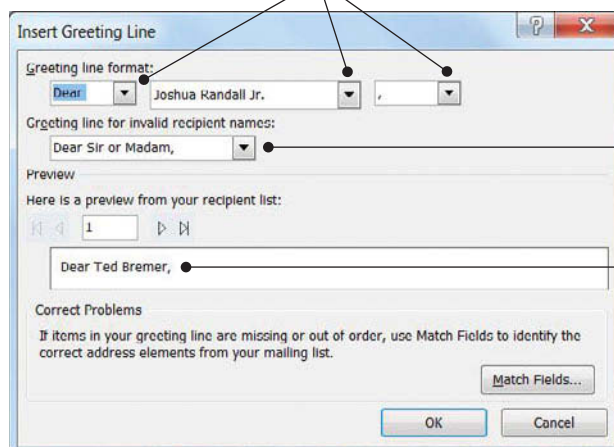 Insert Greeting Line
Greeting line format:
Dear Joshua Randall Jr. ,
Greeting line for invalid recipient names:
Dear Sir or Madam,
Preview
Here is a preview from your recipient list:
1
Dear Ted Bremer,
Correct Problems
If items in your greeting line are missing or out of order, use Match Fields to identify the
correct address elements from your mailing list.
Match Fields...
OK Cancel